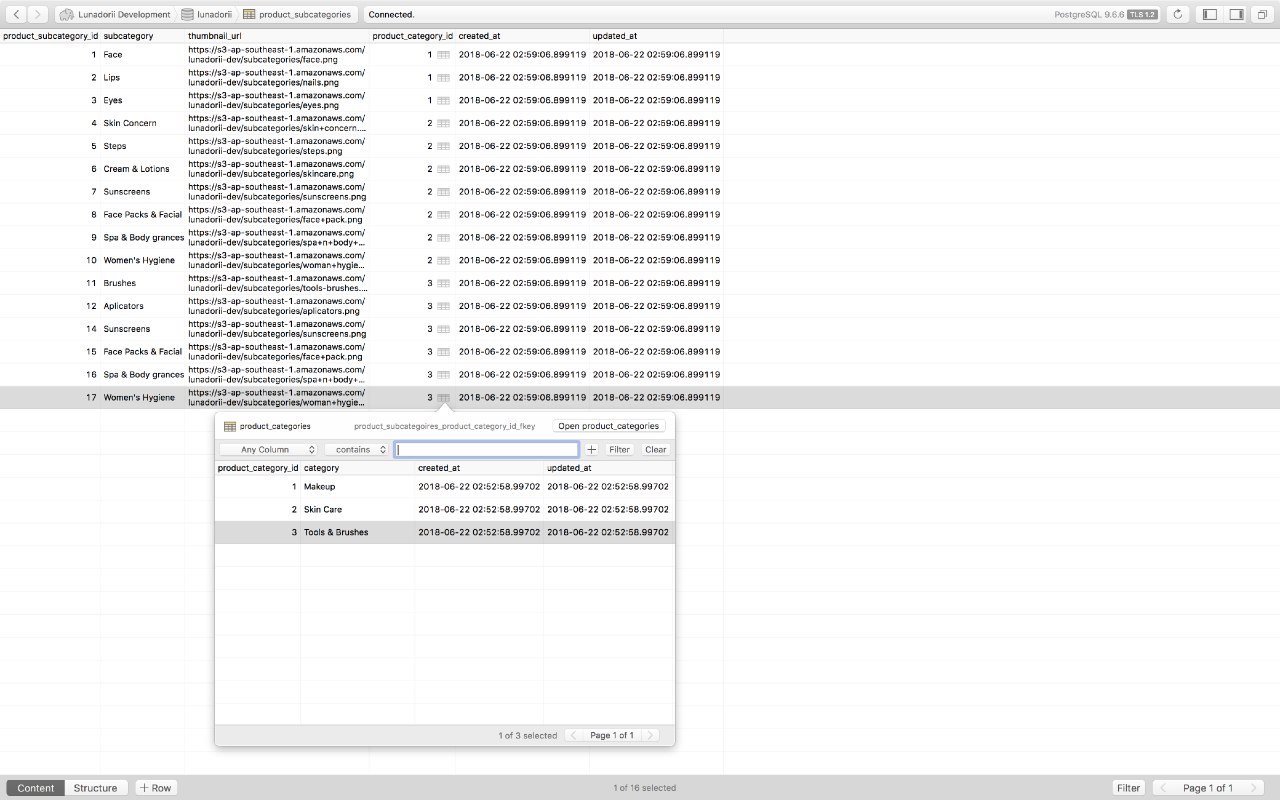 Lunadorii Development lunadorii product_subcategories Connected. PostgreSQL 9.6.6 TLS 1.2
product_subcategory_id subcategory thumbnail_url product_category_id created_at updated_at
1 Face https://s3-ap-southeast-1.amazonaws.com/ 1 2018-06-22 02:59:06.899119 2018-06-22 02:59:06.899119
lunadorii-dev/subcategories/face.png
2 Lips https://s3-ap-southeast-1.amazonaws.com/ 1 2018-06-22 02:59:06.899119 2018-06-22 02:59:06.899119
lunadorii-dev/subcategories/nails.png
3 Eyes https://s3-ap-southeast-1.amazonaws.com/ 1 2018-06-22 02:59:06.899119 2018-06-22 02:59:06.899119
lunadorii-dev/subcategories/eyes.png
4 Skin Concern https://s3-ap-southeast-1.amazonaws.com/ 2 2018-06-22 02:59:06.899119 2018-06-22 02:59:06.899119
lunadorii-dev/subcategories/skin+concern....
5 Steps https://s3-ap-southeast-1.amazonaws.com/ 2 2018-06-22 02:59:06.899119 2018-06-22 02:59:06.899119
lunadorii-dev/subcategories/steps.png
6 Cream & Lotions https://s3-ap-southeast-1.amazonaws.com/ 2 2018-06-22 02:59:06.899119 2018-06-22 02:59:06.899119
lunadorii-dev/subcategories/skincare.png
7 Sunscreens https://s3-ap-southeast-1.amazonaws.com/ 2 2018-06-22 02:59:06.899119 2018-06-22 02:59:06.899119
lunadorii-dev/subcategories/sunscreens.png
8 Face Packs & Facial https://s3-ap-southeast-1.amazonaws.com/ 2 2018-06-22 02:59:06.899119 2018-06-22 02:59:06.899119
lunadorii-dev/subcategories/face+pack.png
9 Spa & Body grances https://s3-ap-southeast-1.amazonaws.com/ 2 2018-06-22 02:59:06.899119 2018-06-22 02:59:06.899119
lunadorii-dev/subcategories/spa+n+body+...
10 Women's Hygiene https://s3-ap-southeast-1.amazonaws.com/ 2 2018-06-22 02:59:06.899119 2018-06-22 02:59:06.899119
lunadorii-dev/subcategories/woman+hygie...
11 Brushes https://s3-ap-southeast-1.amazonaws.com/ 3 2018-06-22 02:59:06.899119 2018-06-22 02:59:06.899119
lunadorii-dev/subcategories/tools-brushes....
12 Aplicators https://s3-ap-southeast-1.amazonaws.com/ 3 2018-06-22 02:59:06.899119 2018-06-22 02:59:06.899119
lunadorii-dev/subcategories/aplicators.png
14 Sunscreens https://s3-ap-southeast-1.amazonaws.com/ 3 2018-06-22 02:59:06.899119 2018-06-22 02:59:06.899119
lunadorii-dev/subcategories/sunscreens.png
15 Face Packs & Facial https://s3-ap-southeast-1.amazonaws.com/ 3 2018-06-22 02:59:06.899119 2018-06-22 02:59:06.899119
lunadorii-dev/subcategories/face+pack.png
16 Spa & Body grances https://s3-ap-southeast-1.amazonaws.com/ 3 2018-06-22 02:59:06.899119 2018-06-22 02:59:06.899119
lunadorii-dev/subcategories/spa+n+body+...
17 Women's Hygiene https://s3-ap-southeast-1.amazonaws.com/ 3 2018-06-22 02:59:06.899119 2018-06-22 02:59:06.899119
lunadorii-dev/subcategories/woman+hygie...
product_categories product_subcategoires_product_category_id_fkey Open product_categories
Any Column contains + Filter Clear
product_category_id category created_at updated_at
1 Makeup 2018-06-22 02:52:58.99702 2018-06-22 02:52:58.99702
2 Skin Care 2018-06-22 02:52:58.99702 2018-06-22 02:52:58.99702
3 Tools & Brushes 2018-06-22 02:52:58.99702 2018-06-22 02:52:58.99702
1 of 3 selected Page 1 of 1
Content Structure + Row 1 of 16 selected Filter Page 1 of 1